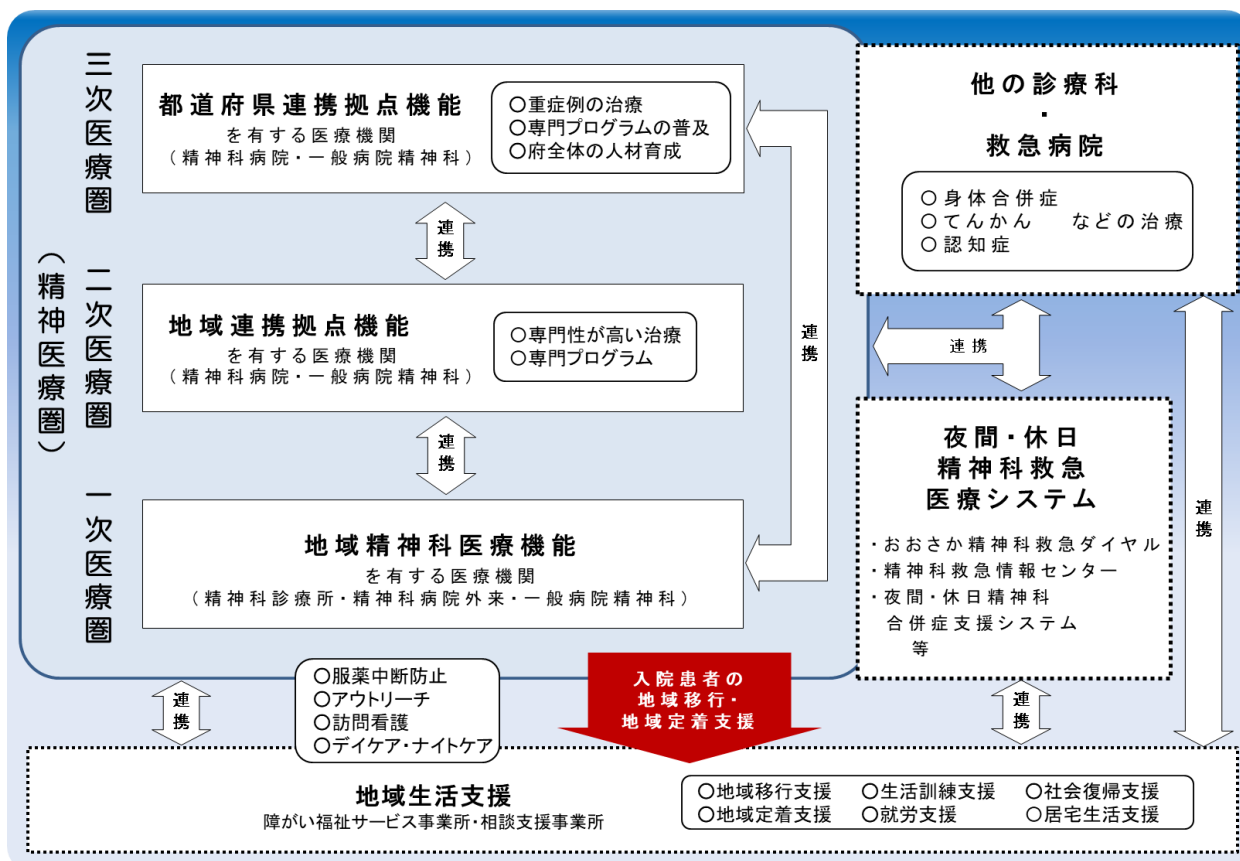 三次医療圏
二次医療圏
一次医療圏
（精神医療圏）
都道府県連携拠点機能
を有する医療機関
（精神科病院・一般病院精神科）
○重症例の治療
○専門プログラムの普及
○府全体の人材育成
連携
地域連携拠点機能
を有する医療機関
（精神科病院・一般病院精神科）
○専門性が高い治療
○専門プログラム
連携
地域精神科医療機能
を有する医療機関
（精神科診療所・精神科病院外来・一般病院精神科）
連携
他の診療科
・
救急病院
○身体合併症
○てんかん などの治療
○認知症
連携
夜間・休日
精神科救急
医療システム
・おおさか精神科救急ダイヤル
・精神科救急情報センター
・夜間・休日精神科
合併症支援システム
等
連携
連携
○服薬中断防止
○アウトリーチ
○訪問看護
○デイケア・ナイトケア
入院患者の
地域移行・
地域定着支援
連携
地域生活支援
障がい福祉サービス事業所・相談支援事業所
○地域移行支援 ○生活訓練支援 ○社会復帰支援
○地域定着支援 ○就労支援 ○居宅生活支援